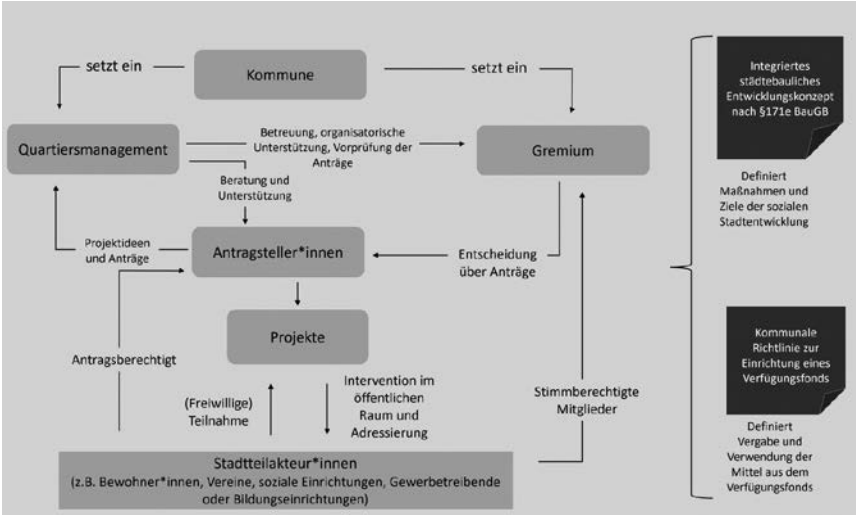 setzt ein
Kommune
setzt ein
Quartiersmanagement
Betreuung, organisatorische
Unterstützung, Vorprüfung der
Anträge
Gremium
Beratung und
Unterstützung
Projektideen
und Anträge
Antragsteller*innen
Entscheidung
über Anträge
Projekte
Antragsberechtigt
(Freiwillige)
Teilnahme
Intervention im
öffentlichen
Raum und
Adressierung
Stimmberechtigte
Mitglieder
Stadtteilakteur*innen
(z.B. Bewohner*innen, Vereine, soziale Einrichtungen, Gewerbetreibende
oder Bildungseinrichtungen)
Integriertes
städtebauliches
Entwicklungskonzept
nach §171e BauGB
Definiert
Maßnahmen und
Ziele der sozialen
Stadtentwicklung
Kommunale
Richtlinie zur
Einrichtung eines
Verfügungsfonds
Definiert
Vergabe und
Verwendung der
Mittel aus dem
Verfügungsfonds